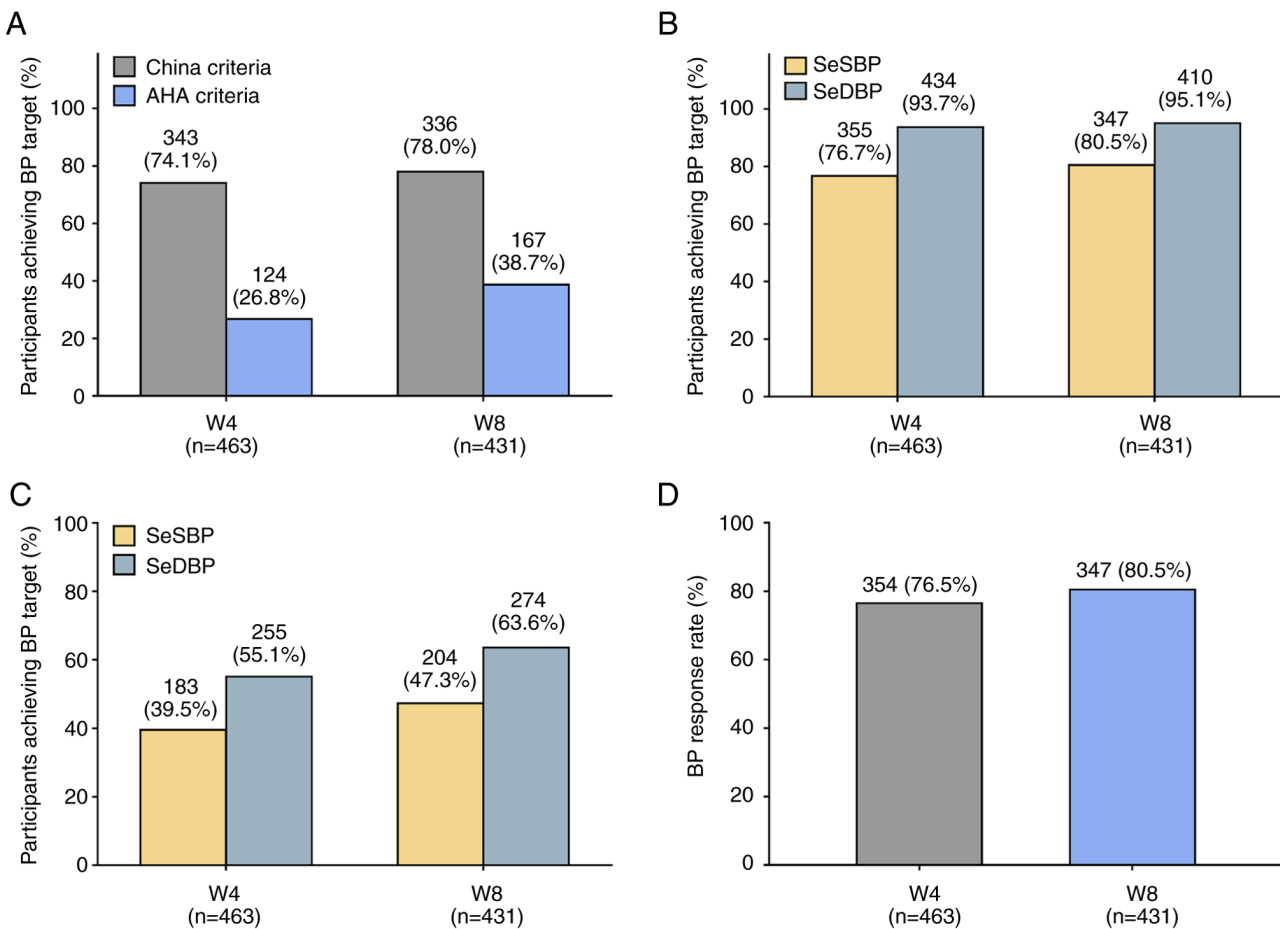 A
Participants achieving BP target (%)
China criteria
AHA criteria
100
80
60
40
20
0
343
(74.1%)
124
(26.8%)
336
(78.0%)
167
(38.7%)
W4
(n=463)
W8
(n=431)
B
Participants achieving BP target (%)
SeSBP
SeDBP
100
80
60
40
20
0
355
(76.7%)
434
(93.7%)
347
(80.5%)
410
(95.1%)
W4
(n=463)
W8
(n=431)
C
Participants achieving BP target (%)
SeSBP
SeDBP
100
80
60
40
20
0
183
(39.5%)
255
(55.1%)
204
(47.3%)
274
(63.6%)
W4
(n=463)
W8
(n=431)
D
BP response rate (%)
100
80
60
40
20
0
354 (76.5%)
347 (80.5%)
W4
(n=463)
W8
(n=431)